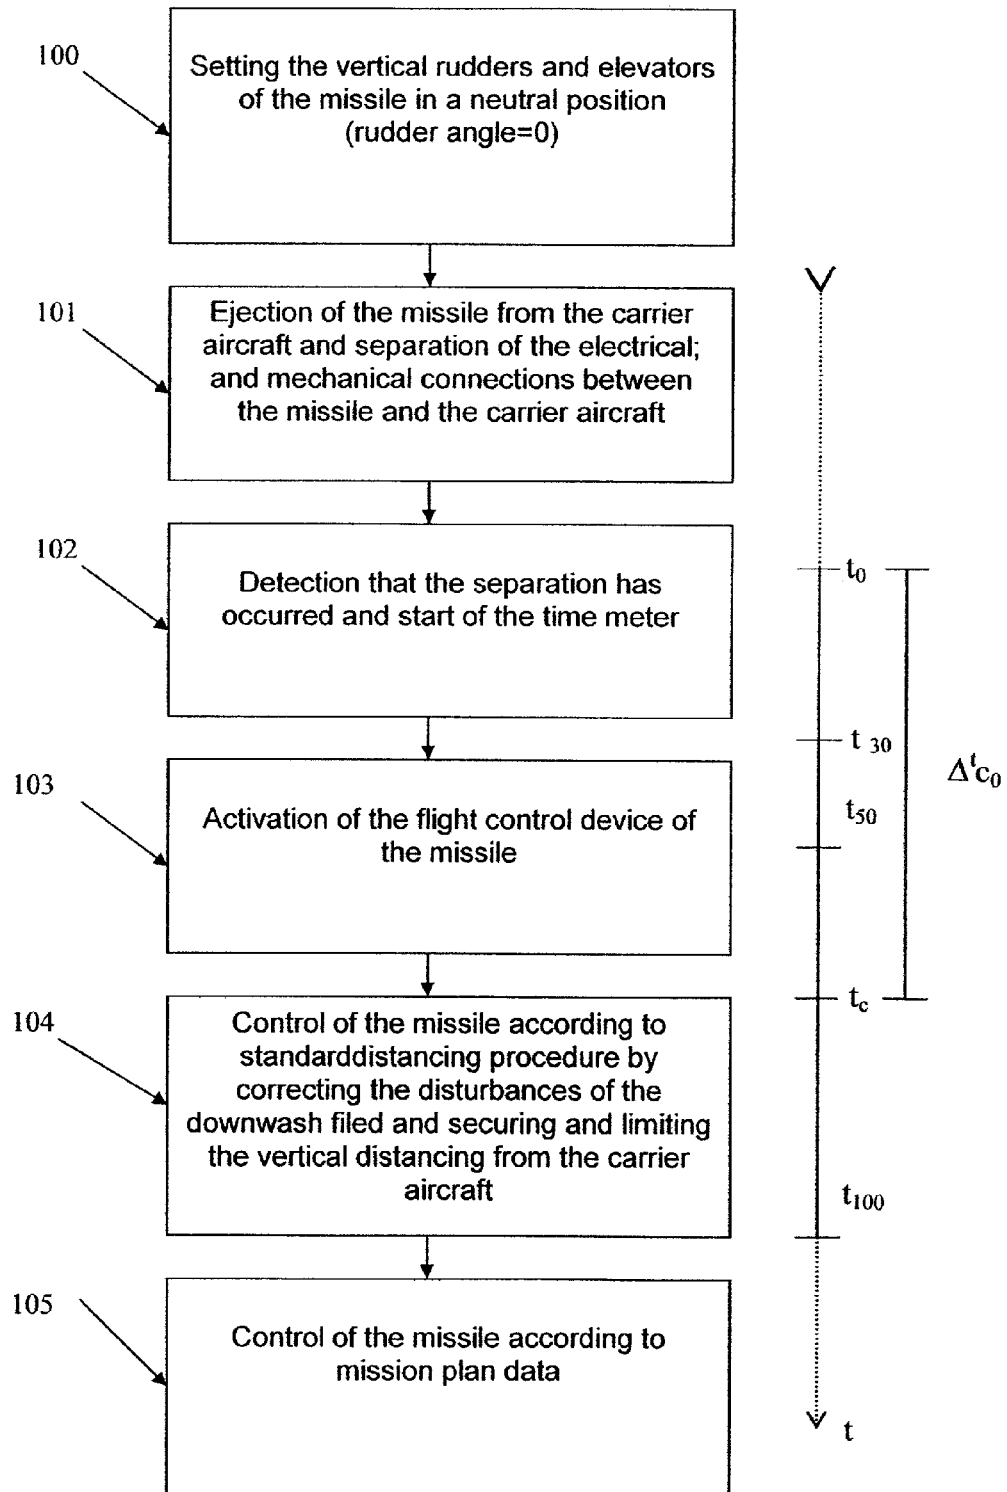 100
Setting the vertical rudders and elevators
of the missile in a neutral position
(rudder angle=0)
101
Ejection of the missile from the carrier
aircraft and separation of the electrical;
and mechanical connections between
the missile and the carrier aircraft
102
Detection that the separation has
occurred and start of the time meter
t0
t 30
Δtc0
103
Activation of the flight control device of
the missile
t50
tc
104
Control of the missile according to
standarddistancing procedure by
correcting the disturbances of the
downwash filed and securing and limiting
the vertical distancing from the carrier
aircraft
t100
105
Control of the missile according to
mission plan data
t